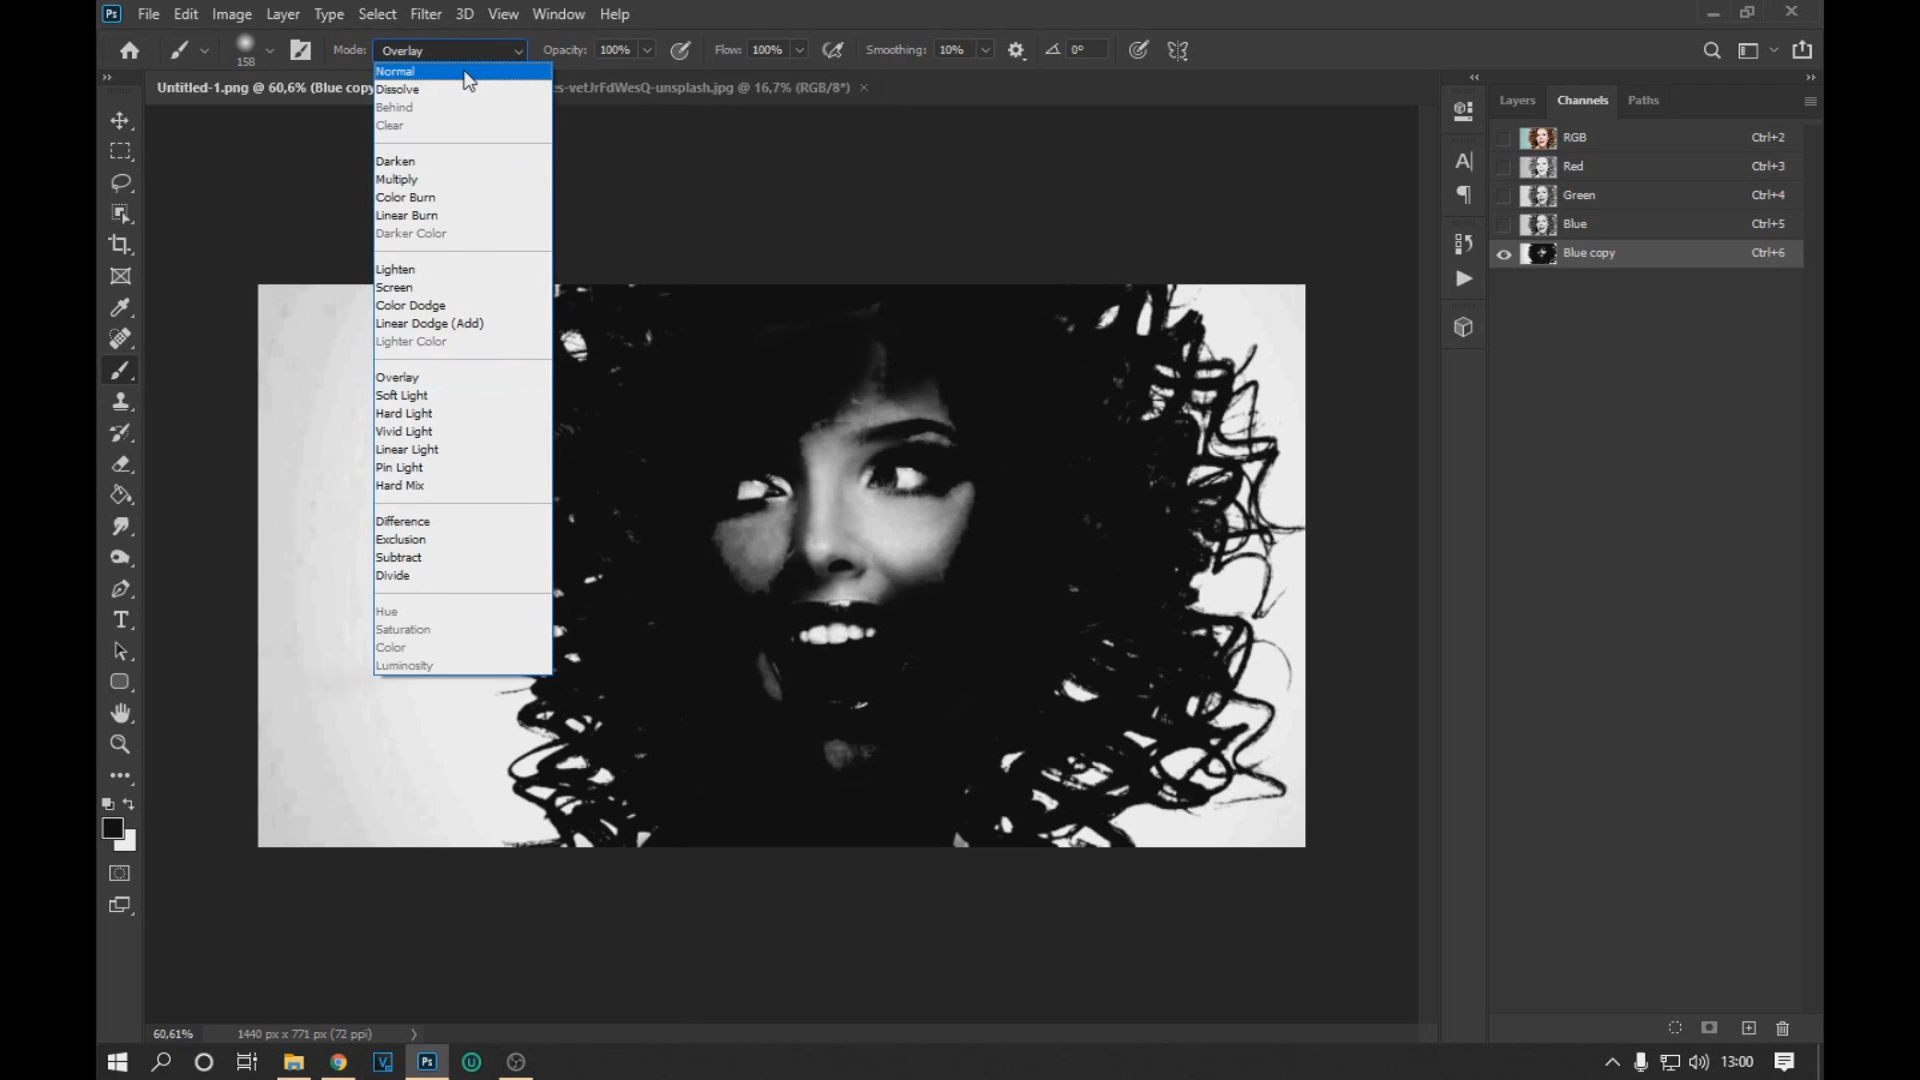 Ps File Edit Image Layer Type Select Filter 3D View Window Help
158 Mode: Overlay Opacity: 100% Flow: 100% Smoothing: 10% 0°
Untitled-1.png @ 60,6% (Blue copy es-vetJrFdWesQ-unsplash.jpg @ 16,7% (RGB/8*) ×
Normal
Dissolve
Behind
Clear
Darken
Multiply
Color Burn
Linear Burn
Darker Color
Lighten
Screen
Color Dodge
Linear Dodge (Add)
Lighter Color
Overlay
Soft Light
Hard Light
Vivid Light
Linear Light
Pin Light
Hard Mix
Difference
Exclusion
Subtract
Divide
Hue
Saturation
Color
Luminosity
Layers Channels Paths
RGB Ctrl+2
Red Ctrl+3
Green Ctrl+4
Blue Ctrl+5
Blue copy Ctrl+6
60,61% 1440 px x 771 px (72 ppi)
Ps 13:00